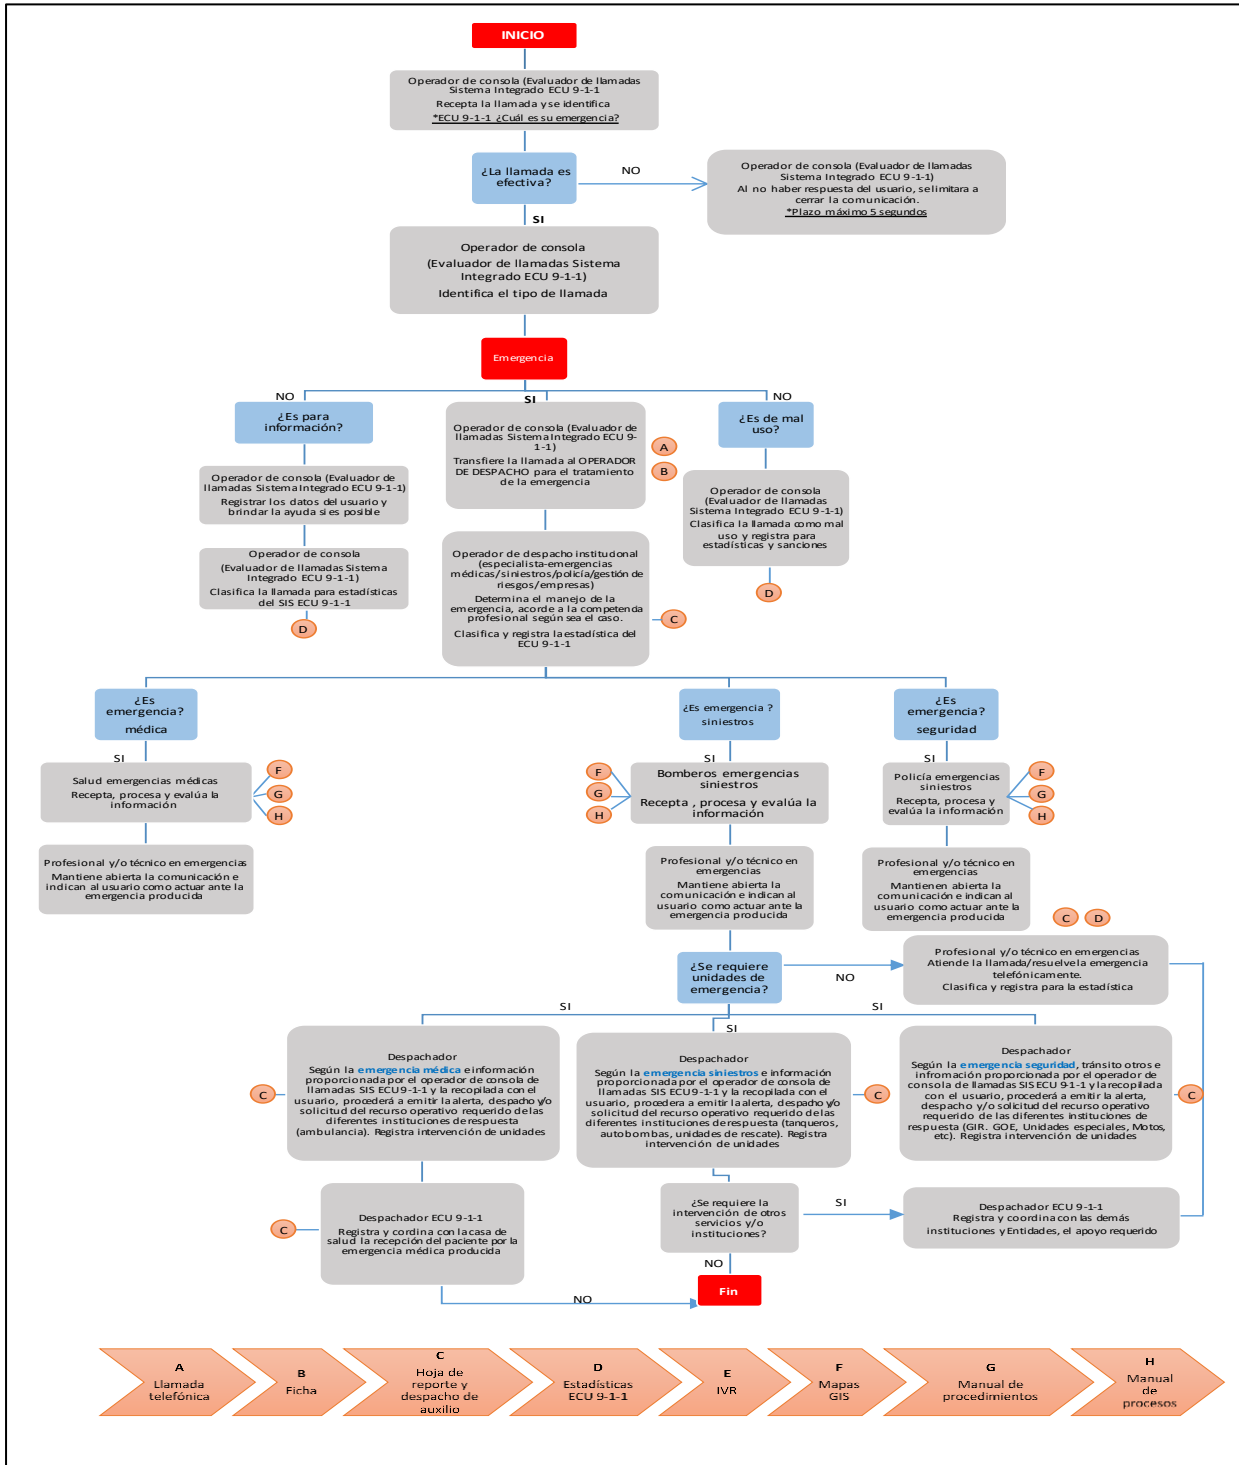 INICIO
Operador de consola (Evaluador de llamadas
Sistema Integrado ECU 9-1-1
Recepta la llamada y se identifica
*ECU 9-1-1 ¿Cuál es su emergencia?
¿La llamada es
efectiva?
NO
Operador de consola (Evaluador de llamadas
Sistema Integrado ECU 9-1-1)
Al no haber respuesta del usuario, se limitara a
cerrar la comunicación.
*Plazo máximo 5 segundos
SI
Operador de consola
(Evaluador de llamadas Sistema
Integrado ECU 9-1-1)
Identifica el tipo de llamada
Emergencia
NO
SI
NO
¿Es para
información?
Operador de consola (Evaluador de
llamadas Sistema Integrado ECU 9-1-1)
Registrar los datos del usuario y
brindar la ayuda si es posible
Operador de consola
(Evaluador de llamadas Sistema
Integrado ECU 9-1-1)
Clasifica la llamada para estadísticas
del SIS ECU 9-1-1
D
Operador de consola (Evaluador de
llamadas Sistema Integrado ECU 9-
1-1)
Transfiere la llamada al OPERADOR
DE DESPACHO para el tratamiento
de la emergencia
A
B
Operador de despacho institucional
(especialista-emergencias
médicas/siniestros/policía/gestión de
riesgos/empresas)
Determina el manejo de la
emergencia, acorde a la competencia
profesional según sea el caso.
Clasifica y registra la estadística del
ECU 9-1-1
C
¿Es de mal
uso?
Operador de consola
(Evaluador de llamadas
Sistema Integrado ECU 9-1-1)
Clasifica la llamada como mal
uso y registra para
estadísticas y sanciones
D
¿Es
emergencia?
médica
SI
Salud emergencias médicas
Recepta, procesa y evalúa la
información
F
G
H
Profesional y/o técnico en emergencias
Mantiene abierta la comunicación e
indican al usuario como actuar ante la
emergencia producida
¿Es emergencia ?
siniestros
SI
F
G
H
Bomberos emergencias
siniestros
Recepta , procesa y evalúa la
información
Profesional y/o técnico en
emergencias
Mantiene abierta la
comunicación e indican al
usuario como actuar ante la
emergencia producida
¿Es
emergencia?
seguridad
SI
Policía emergencias
siniestros
Recepta, procesa y
evalúa la información
F
G
H
Profesional y/o técnico en
emergencias
Mantienen abierta la
comunicación e indican al
usuario como actuar ante la
emergencia producida
C D
¿Se requiere
unidades de
emergencia?
NO
Profesional y/o técnico en emergencias
Atiende la llamada/resuelve la emergencia
telefónicamente.
Clasifica y registra para la estadística
SI
SI
SI
C
Despachador
Según la emergencia médica e información
proporcionada por el operador de consola de
llamadas SIS ECU 9-1-1 y la recopilada con el
usuario, procederá a emitir la alerta, despacho y/o
solicitud del recurso operativo requerido de las
diferentes instituciones de respuesta
(ambulancia). Registra intervención de unidades
Despachador
Según la emergencia siniestros e información
proporcionada por el operador de consola de
llamadas SIS ECU 9-1-1 y la recopilada con el
usuario, procedera a emitir la alerta, despacho y/o
solicitud del recurso operativo requerido de las
diferentes instituciones de respuesta (tanqueros,
autobombas, unidades de rescate). Registra
intervención de unidades
C
Despachador
Según la emergencia seguridad, tránsito otros e
infromación proporcionada por el operador de
consola de llamadas SIS ECU 9-1-1 y la recopilada
con el usuario, procederá a emitir la alerta,
despacho y/o solicitud del recurso operativo
requerido de las diferentes instituciones de
respuesta (GIR. GOE, Unidades especiales, Motos,
etc). Registra intervención de unidades
C
C
Despachador ECU 9-1-1
Registra y cordina con la casa de
salud la recepción del paciente por la
emergencia médica producida
¿Se requiere la
intervención de otros
servicios y/o
instituciones?
SI
Despachador ECU 9-1-1
Registra y coordina con las demás
instituciones y Entidades, el apoyo requerido
NO
NO
Fin
A
Llamada
telefónica
B
Ficha
C
Hoja de
reporte y
despacho de
auxilio
D
Estadísticas
ECU 9-1-1
E
IVR
F
Mapas
GIS
G
Manual de
procedimientos
H
Manual
de
procesos